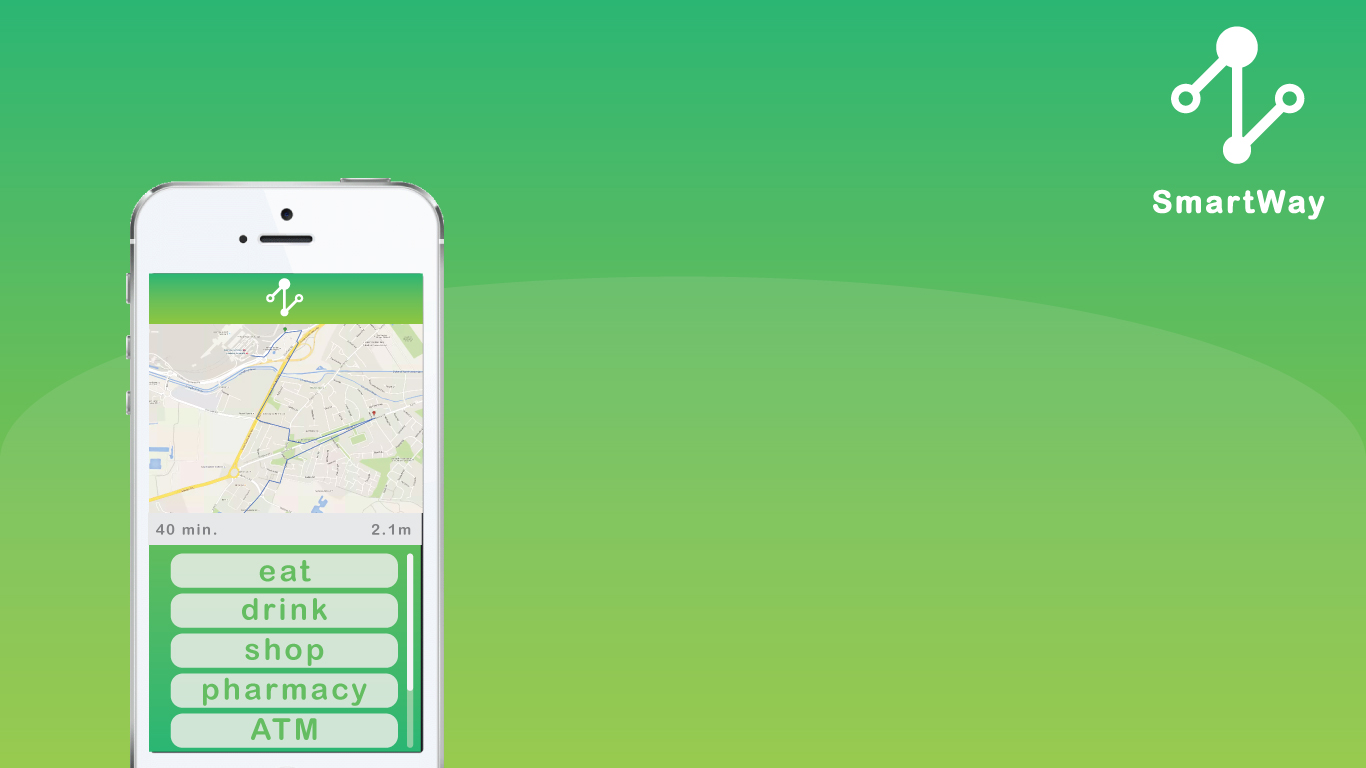 SmartWay
40 min. 2.1m
eat
drink
shop
pharmacy
ATM